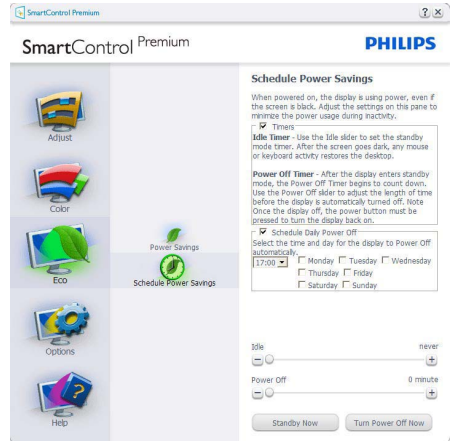 SmartControl Premium
? ×
SmartControl Premium
PHILIPS
Adjust
Color
Eco
Options
Help
Power Savings
Schedule Power Savings
Schedule Power Savings
When powered on, the display is using power, even if
the screen is black. Adjust the settings on this pane to
minimize the power usage during inactivity.
Timers
Idle Timer - Use the Idle slider to set the standby
mode timer. After the screen goes dark, any mouse
or keyboard activity restores the desktop.
Power Off Timer - After the display enters standby
mode, the Power Off Timer begins to count down.
Use the Power Off slider to adjust the length of time
before the display is automatically turned off. Note
Once the display off, the power button must be
pressed to turn the display back on.
Schedule Daily Power Off
Select the time and day for the display to Power Off
automatically.
17:00 Monday Tuesday Wednesday
Thursday Friday
Saturday Sunday
Idle never
Power Off 0 minute
Standby Now Turn Power Off Now